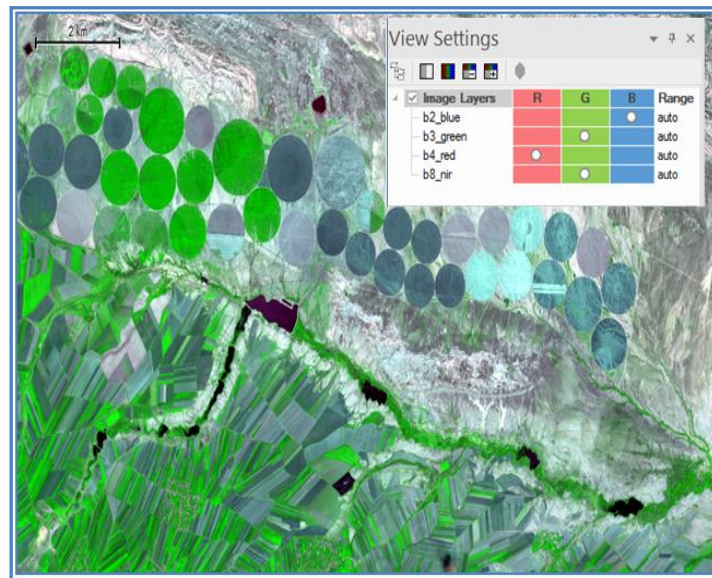 2 km
View Settings
Image Layers R G B Range
b2_blue auto
b3_green auto
b4_red auto
b8_nir auto